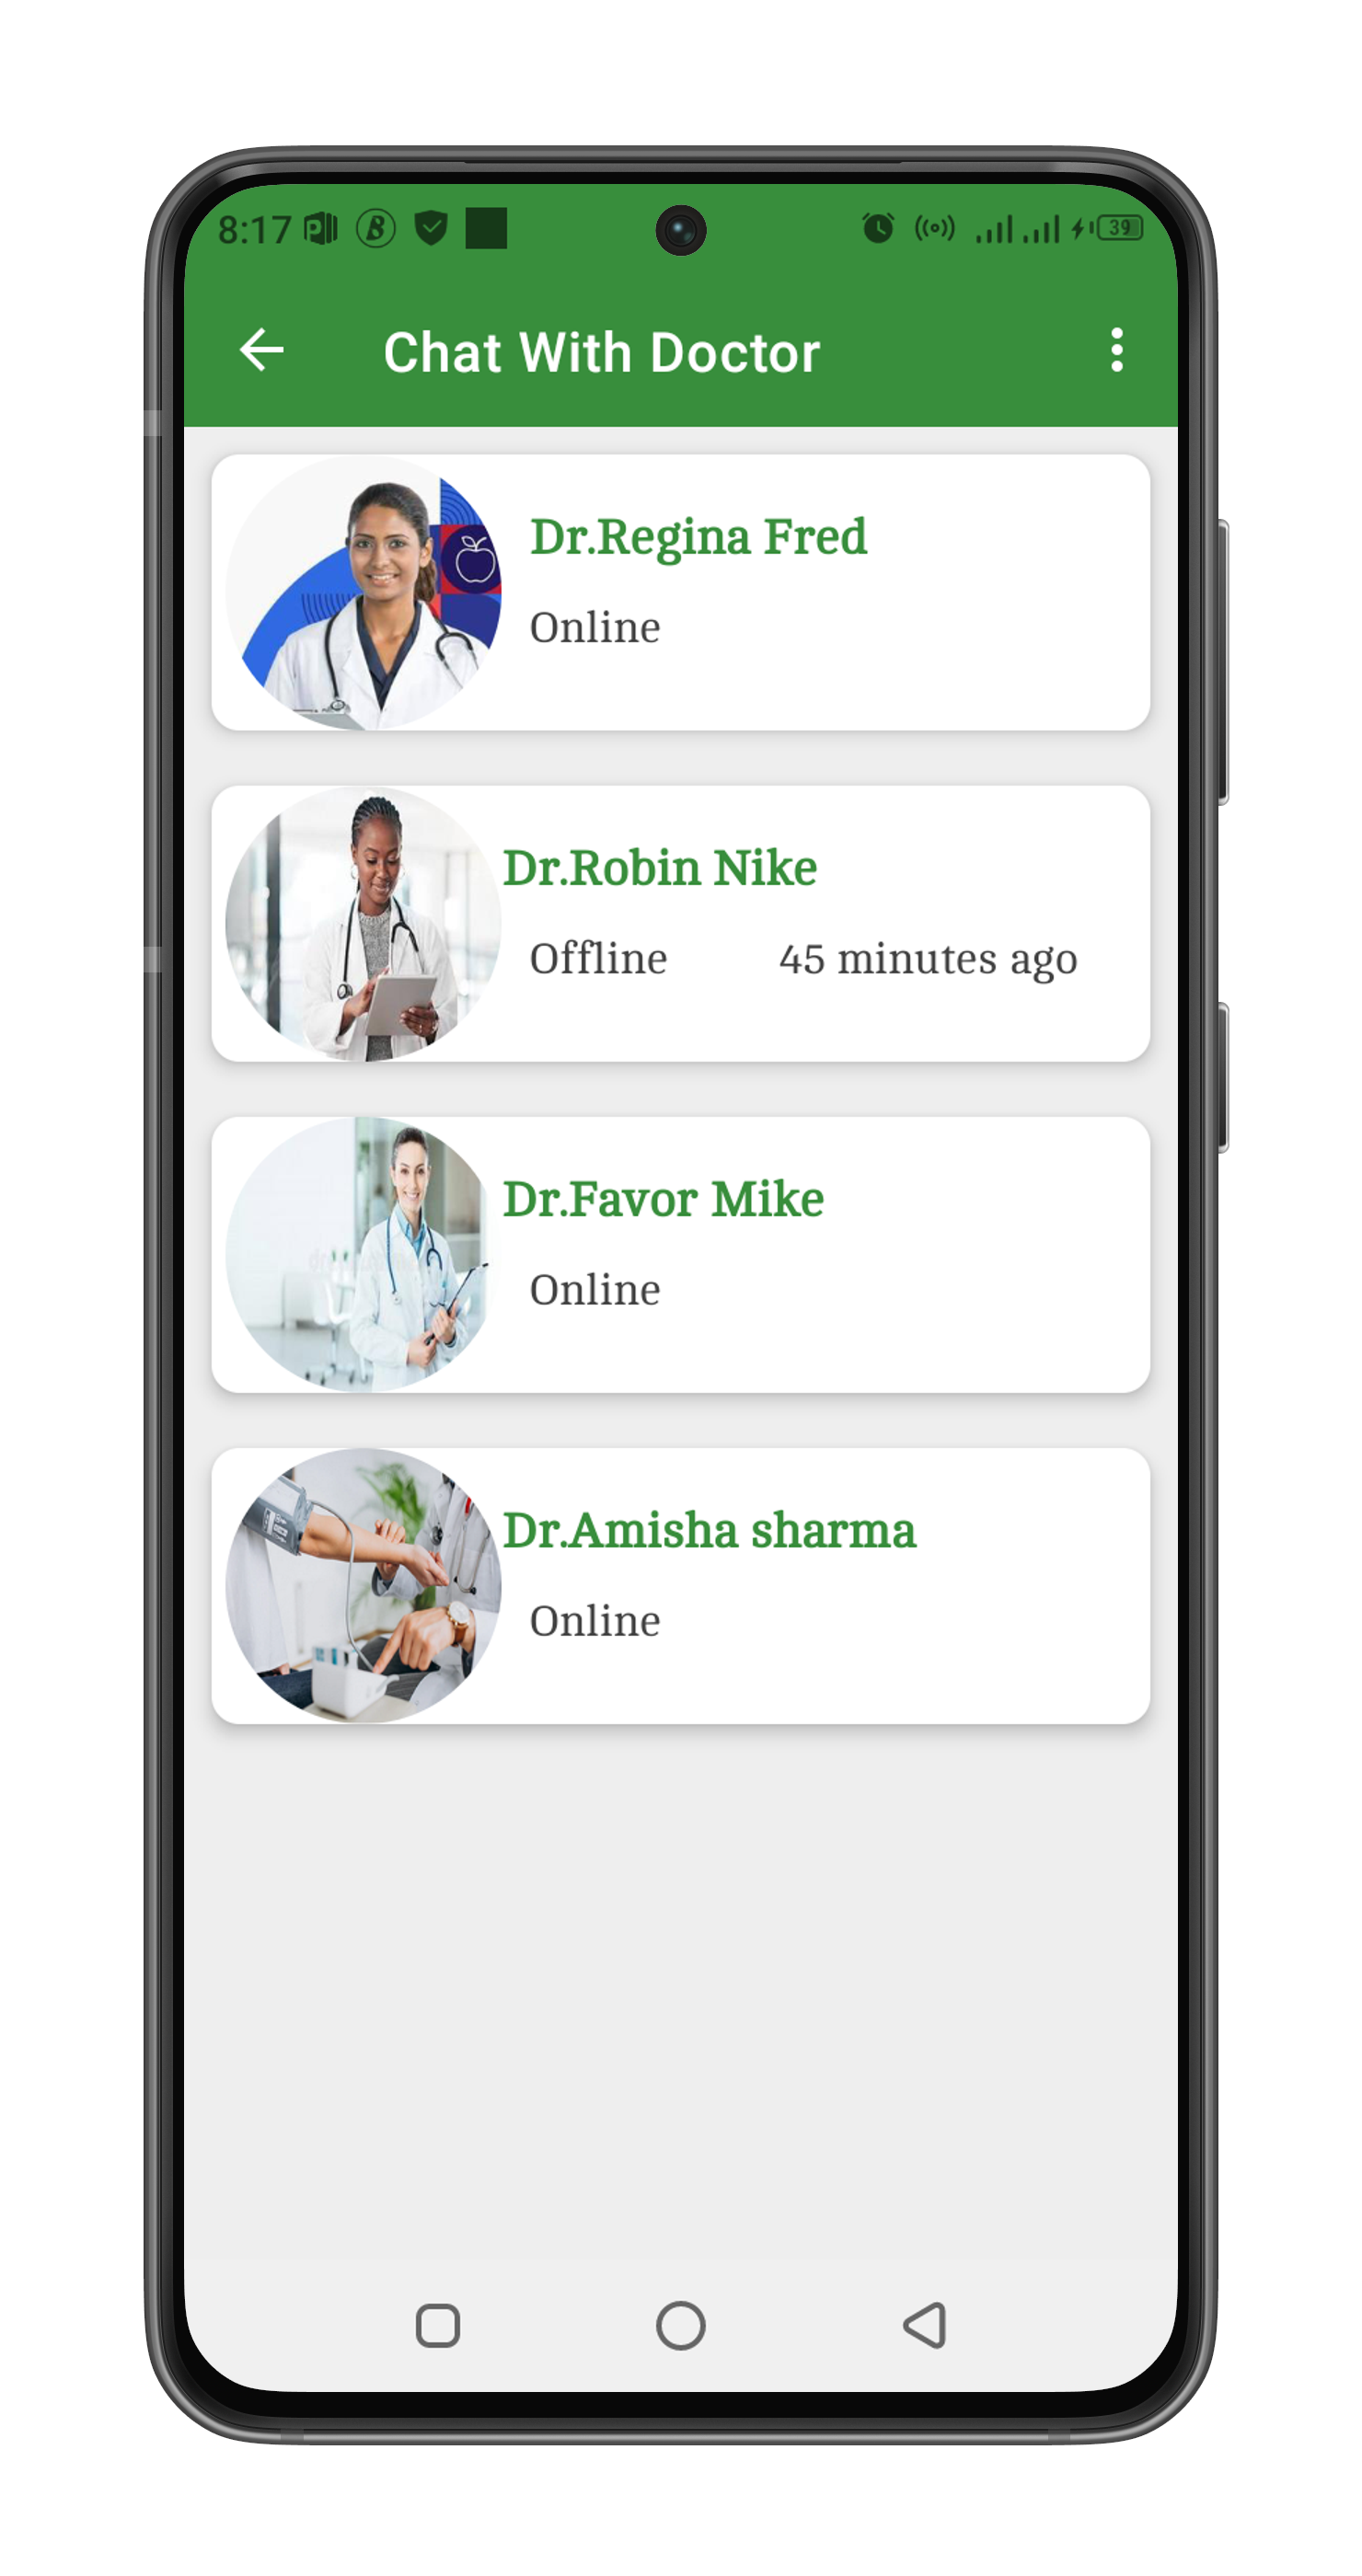 8:17
39
Chat With Doctor
Dr.Regina Fred
Online
Dr.Robin Nike
Offline 45 minutes ago
Dr.Favor Mike
Online
Dr.Amisha sharma
Online